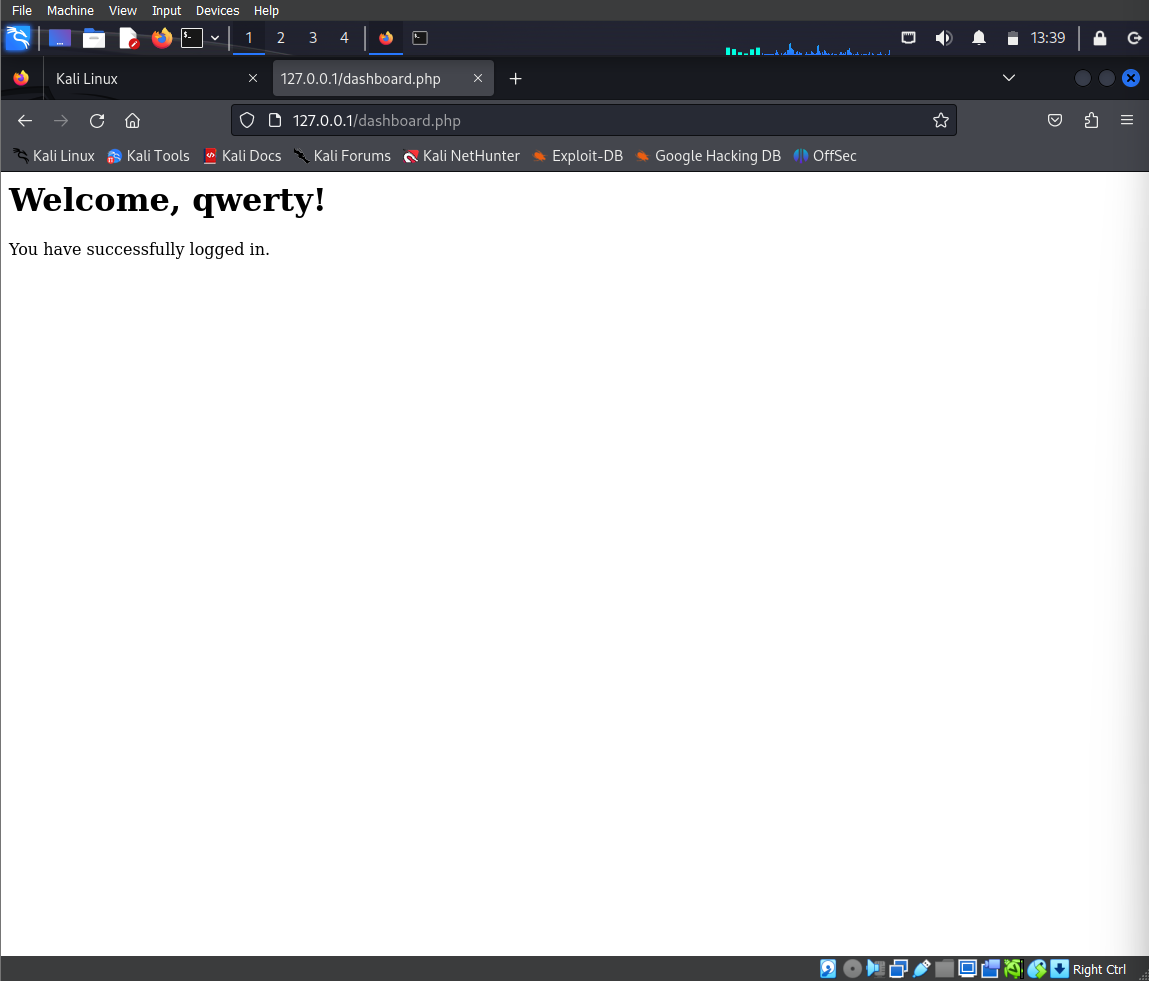 File Machine View Input Devices Help
1 2 3 4 13:39
Kali Linux 127.0.0.1/dashboard.php
127.0.0.1/dashboard.php
Kali Linux Kali Tools Kali Docs Kali Forums Kali NetHunter Exploit-DB Google Hacking DB OffSec
Welcome, qwerty!
You have successfully logged in.
Right Ctrl